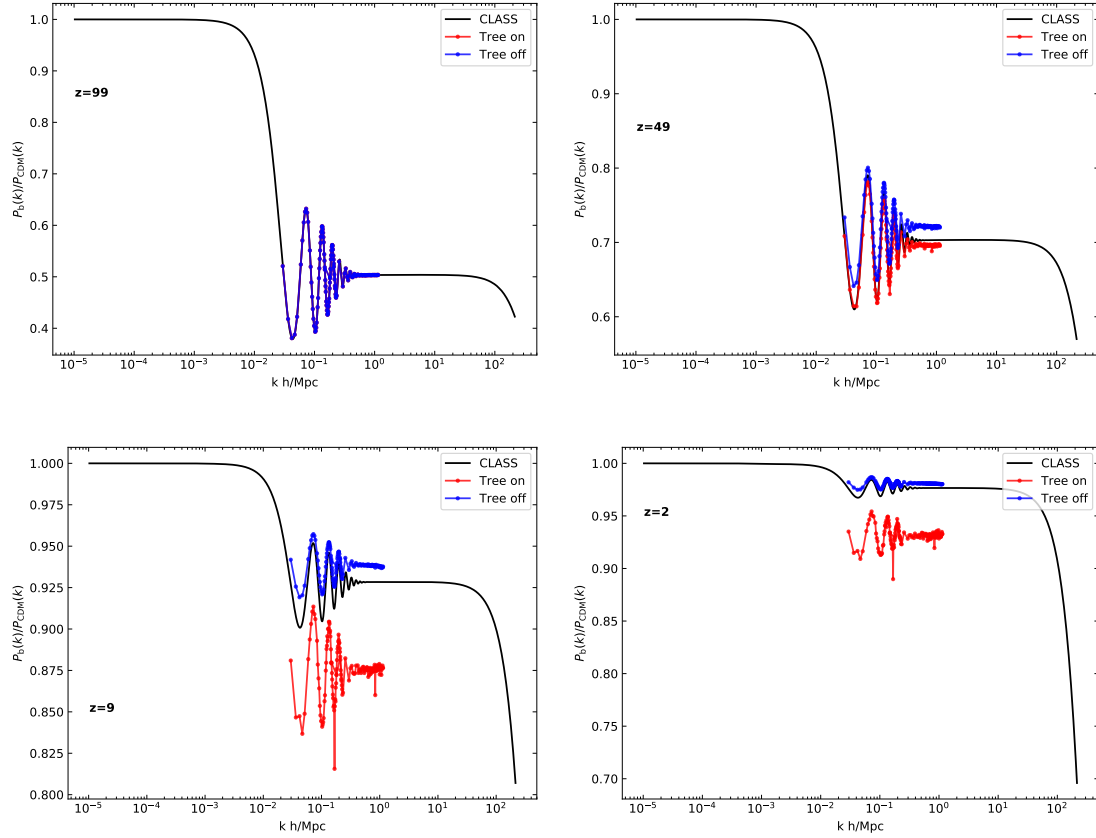 1.0
0.9
0.8
0.7
0.6
0.5
0.4
P_b(k)/P_CDM(k)
z=99
CLASS
Tree on
Tree off
10^-5 10^-4 10^-3 10^-2 10^-1 10^0 10^1 10^2
k h/Mpc
1.0
0.9
0.8
0.7
0.6
P_b(k)/P_CDM(k)
z=49
CLASS
Tree on
Tree off
10^-5 10^-4 10^-3 10^-2 10^-1 10^0 10^1 10^2
k h/Mpc
1.000
0.975
0.950
0.925
0.900
0.875
0.850
0.825
0.800
P_b(k)/P_CDM(k)
z=9
CLASS
Tree on
Tree off
10^-5 10^-4 10^-3 10^-2 10^-1 10^0 10^1 10^2
k h/Mpc
1.00
0.95
0.90
0.85
0.80
0.75
0.70
P_b(k)/P_CDM(k)
z=2
CLASS
Tree on
Tree off
10^-5 10^-4 10^-3 10^-2 10^-1 10^0 10^1 10^2
k h/Mpc